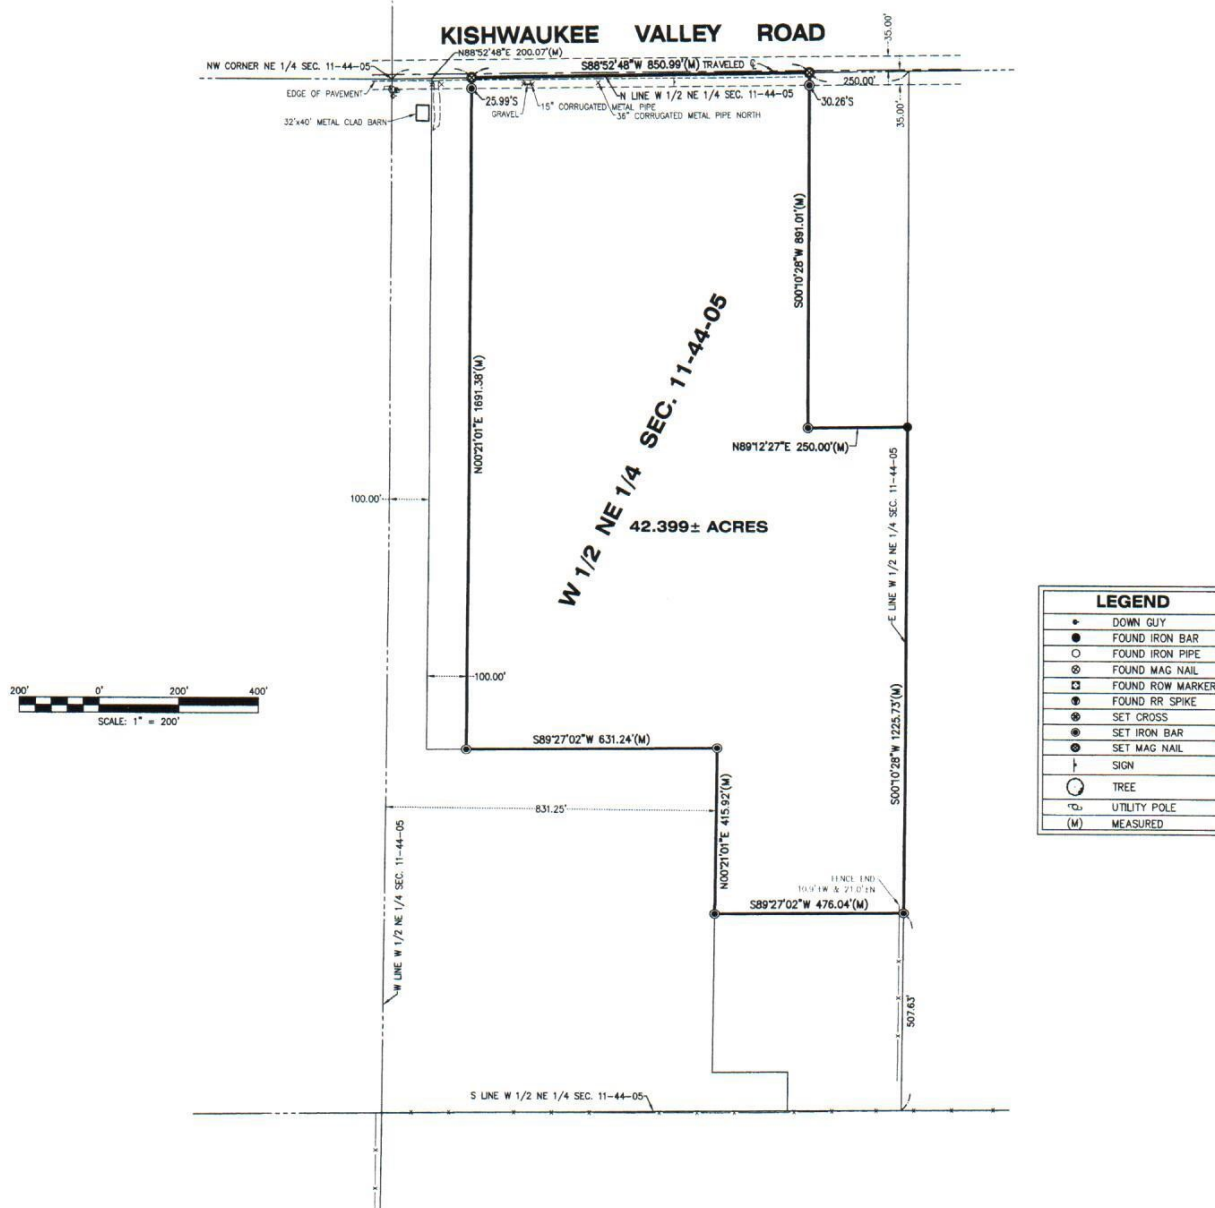 KISHWAUKEE VALLEY ROAD
35.00'
N88°52'48"E 200.07'(M)
NW CORNER NE 1/4 SEC. 11-44-05
S88°52'48"W 850.99'(M) TRAVELED ℄
250.00'
EDGE OF PAVEMENT
N LINE W 1/2 NE 1/4 SEC. 11-44-05
25.99'S
15" CORRUGATED METAL PIPE
30.26'S
GRAVEL
36" CORRUGATED METAL PIPE NORTH
35.00'
32'x40' METAL CLAD BARN
S00°10'28"W 891.01'(M)
N00°21'01"E 1691.38'(M)
W 1/2 NE 1/4 SEC. 11-44-05
N89°12'27"E 250.00'(M)
100.00'
42.399± ACRES
E LINE W 1/2 NE 1/4 SEC. 11-44-05
LEGEND
DOWN GUY
FOUND IRON BAR
FOUND IRON PIPE
FOUND MAG NAIL
FOUND ROW MARKER
FOUND RR SPIKE
SET CROSS
SET IRON BAR
SET MAG NAIL
SIGN
TREE
UTILITY POLE
(M) MEASURED
100.00'
200' 0' 200' 400'
SCALE: 1" = 200'
S89°27'02"W 631.24'(M)
S00°10'28"W 1225.73'(M)
831.25'
N00°21'01"E 415.92'(M)
W LINE W 1/2 NE 1/4 SEC. 11-44-05
FENCE END
10.9'±W & 21.0'±N
S89°27'02"W 476.04'(M)
507.63'
S LINE W 1/2 NE 1/4 SEC. 11-44-05